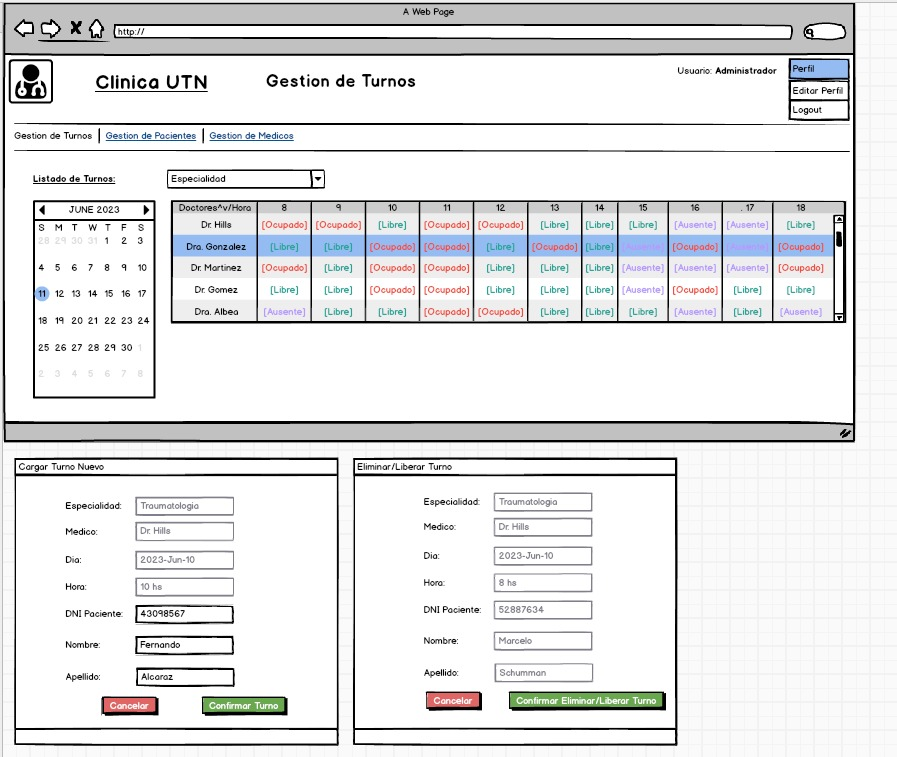 A Web Page
http://
Clinica UTN
Gestion de Turnos
Usuario: Administrador
Perfil
Editar Perfil
Logout
Gestion de Turnos
Gestion de Pacientes
Gestion de Medicos
Listado de Turnos:
Especialidad
JUNE 2023
S M T W T F S
28 29 30 31 1 2 3
4 5 6 7 8 9 10
11 12 13 14 15 16 17
18 19 20 21 22 23 24
25 26 27 28 29 30 1
2 3 4 5 6 7 8
Doctores^v/Hora 8 9 10 11 12 13 14 15 16 . 17 18
Dr. Hills [Ocupado] [Ocupado] [Libre] [Ocupado] [Ocupado] [Libre] [Libre] [Libre] [Ausente] [Ausente] [Libre]
Dra. Gonzalez [Libre] [Libre] [Ocupado] [Ocupado] [Libre] [Ocupado] [Libre] [Ausente] [Ocupado] [Ausente] [Ocupado]
Dr. Martinez [Ocupado] [Libre] [Ocupado] [Ocupado] [Libre] [Libre] [Libre] [Ausente] [Ausente] [Ausente] [Ocupado]
Dr. Gomez [Libre] [Libre] [Ocupado] [Ocupado] [Libre] [Libre] [Libre] [Ausente] [Ocupado] [Libre] [Libre]
Dra. Albea [Ausente] [Libre] [Libre] [Ocupado] [Ocupado] [Libre] [Libre] [Libre] [Ausente] [Libre] [Ausente]
Cargar Turno Nuevo
Especialidad: Traumatologia
Medico: Dr. Hills
Dia: 2023-Jun-10
Hora: 10 hs
DNI Paciente: 43098567
Nombre: Fernando
Apellido: Alcaraz
Cancelar
Confirmar Turno
Eliminar/Liberar Turno
Especialidad: Traumatologia
Medico: Dr. Hills
Dia: 2023-Jun-10
Hora: 8 hs
DNI Paciente: 52887634
Nombre: Marcelo
Apellido: Schumman
Cancelar
Confirmar Eliminar/Liberar Turno